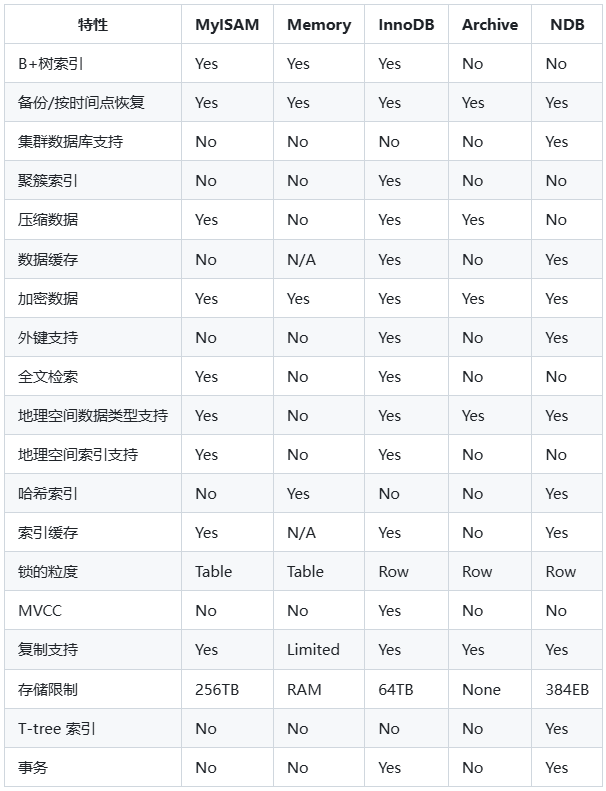 特性 MyISAM Memory InnoDB Archive NDB
B+树索引 Yes Yes Yes No No
备份/按时间点恢复 Yes Yes Yes Yes Yes
集群数据库支持 No No No No Yes
聚簇索引 No No Yes No No
压缩数据 Yes No Yes Yes No
数据缓存 No N/A Yes No Yes
加密数据 Yes Yes Yes Yes Yes
外键支持 No No Yes No Yes
全文检索 Yes No Yes No No
地理空间数据类型支持 Yes No Yes Yes Yes
地理空间索引支持 Yes No Yes No No
哈希索引 No Yes No No Yes
索引缓存 Yes N/A Yes No Yes
锁的粒度 Table Table Row Row Row
MVCC No No Yes No No
复制支持 Yes Limited Yes Yes Yes
存储限制 256TB RAM 64TB None 384EB
T-tree 索引 No No No No Yes
事务 No No Yes No Yes